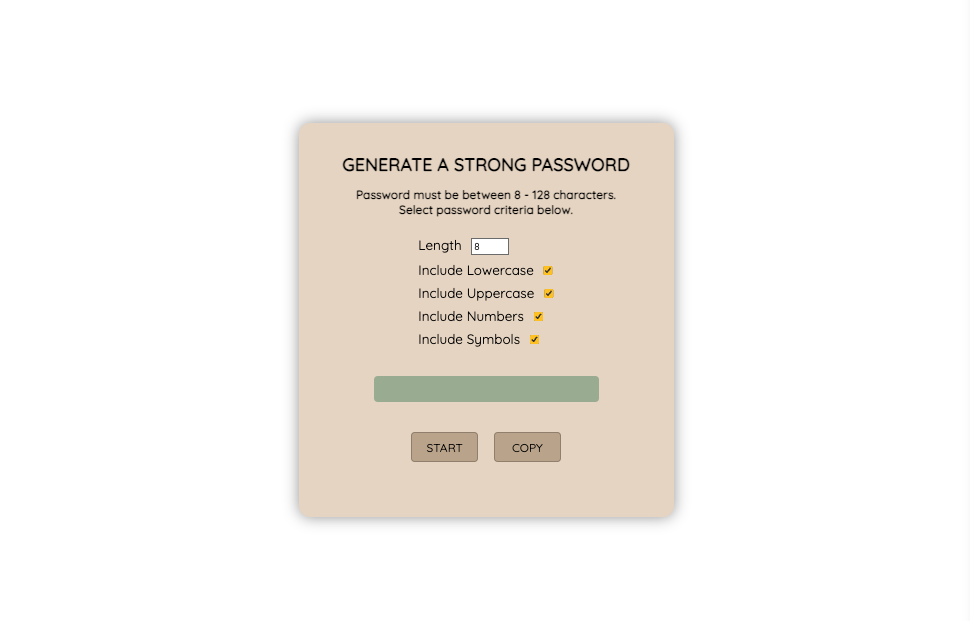 GENERATE A STRONG PASSWORD
Password must be between 8 - 128 characters.
Select password criteria below.
Length 8
Include Lowercase
Include Uppercase
Include Numbers
Include Symbols
START COPY